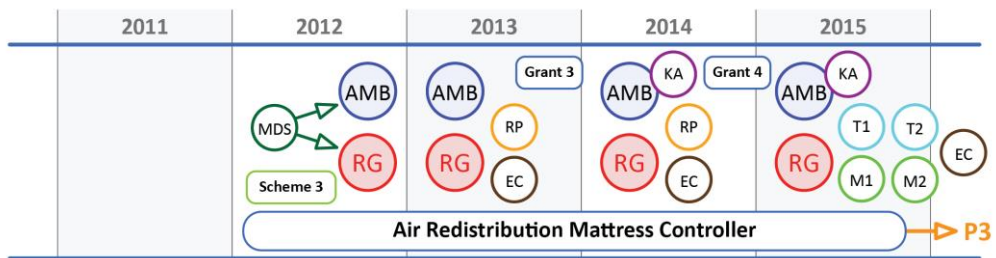 2011 2012 2013 2014 2015
MDS AMB RG Scheme 3
AMB RG Grant 3 RP EC
AMB KA RG Grant 4 RP EC
AMB KA RG T1 T2 M1 M2 EC
Air Redistribution Mattress Controller P3